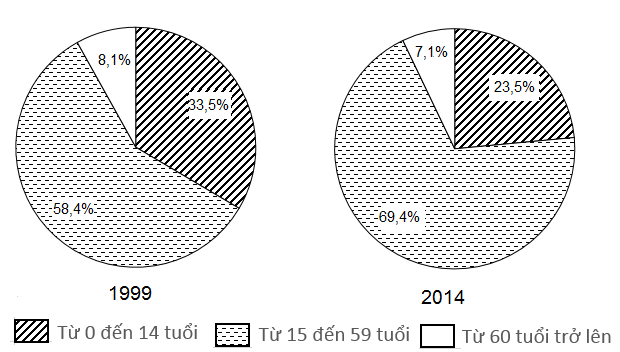 8,1%
33,5%
58,4%
1999
7,1%
23,5%
69,4%
2014
Từ 0 đến 14 tuổi
Từ 15 đến 59 tuổi
Từ 60 tuổi trở lên